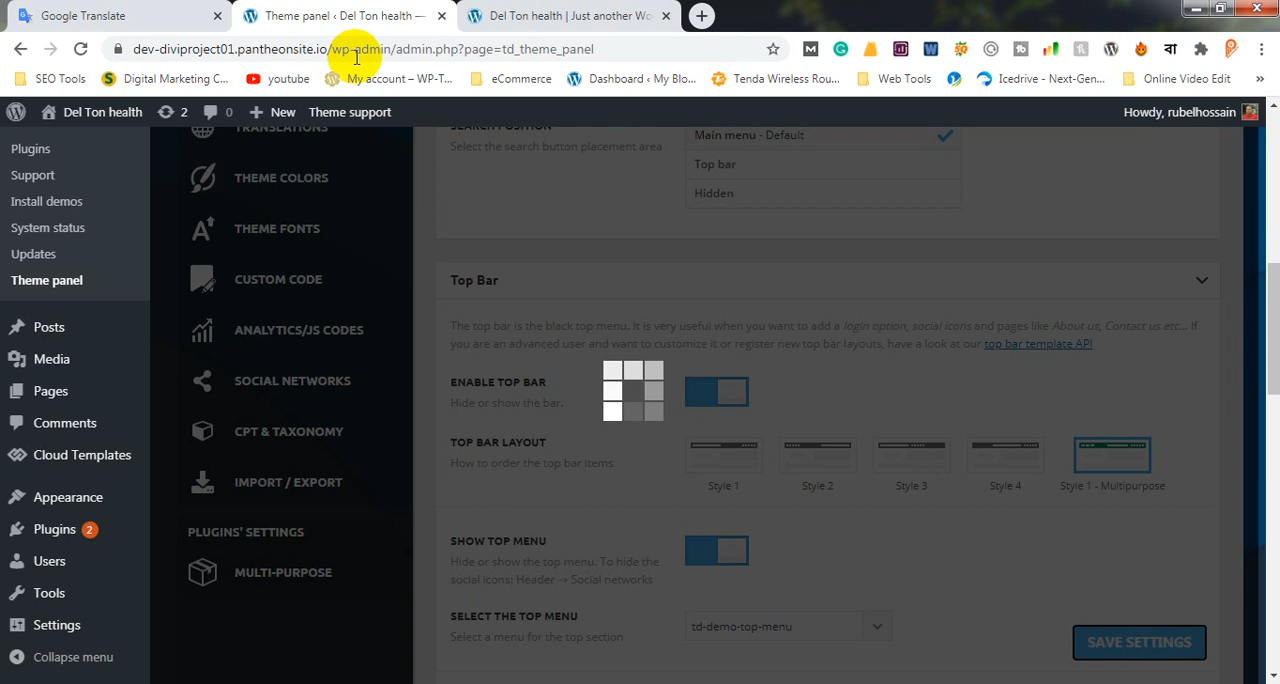 Google Translate
Theme panel ‹ Del Ton health —
Del Ton health | Just another Wo
dev-diviproject01.pantheonsite.io/wp-admin/admin.php?page=td_theme_panel
SEO Tools
Digital Marketing C...
youtube
My account – WP-T...
eCommerce
Dashboard ‹ My Blo...
Tenda Wireless Rou...
Web Tools
Icedrive - Next-Gen...
Online Video Edit
»
Del Ton health
2
0
New
Theme support
Howdy, rubelhossain
Plugins
Support
Install demos
System status
Updates
Theme panel
Posts
Media
Pages
Comments
Cloud Templates
Appearance
Plugins 2
Users
Tools
Settings
Collapse menu
TRANSLATIONS
THEME COLORS
THEME FONTS
CUSTOM CODE
ANALYTICS/JS CODES
SOCIAL NETWORKS
CPT & TAXONOMY
IMPORT / EXPORT
PLUGINS' SETTINGS
MULTI-PURPOSE
SEARCH POSITION
Select the search button placement area
Main menu - Default
Top bar
Hidden
Top Bar
The top bar is the black top menu. It is very useful when you want to add a login option, social icons and pages like About us, Contact us etc... If
you are an advanced user and want to customize it or register new top bar layouts, have a look at our top bar template API
ENABLE TOP BAR
Hide or show the bar.
TOP BAR LAYOUT
How to order the top bar items
Style 1
Style 2
Style 3
Style 4
Style 1 - Multipurpose
SHOW TOP MENU
Hide or show the top menu. To hide the
social icons: Header→ Social networks
SELECT THE TOP MENU
Select a menu for the top section
td-demo-top-menu
SAVE SETTINGS